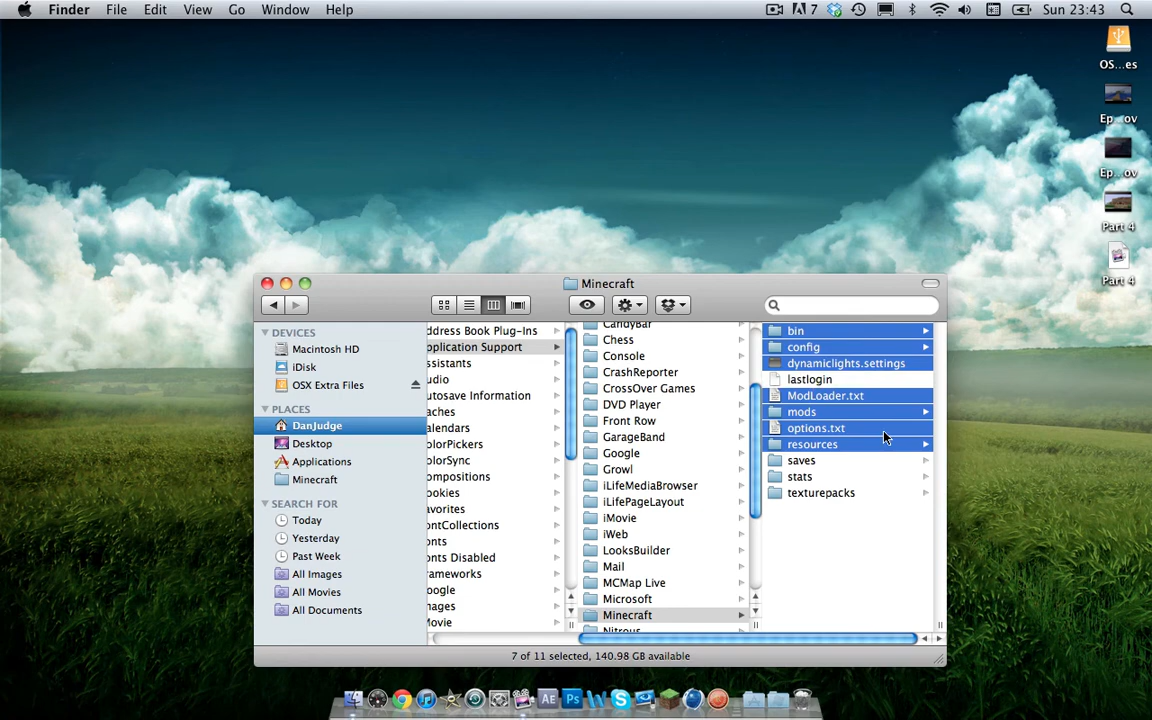 Finder File Edit View Go Window Help
7 Sun 23:43
OS...es
Ep...ov
Ep...ov
Part 4
Part 4
Minecraft
DEVICES
Macintosh HD
iDisk
OSX Extra Files
PLACES
DanJudge
Desktop
Applications
Minecraft
SEARCH FOR
Today
Yesterday
Past Week
All Images
All Movies
All Documents
ddress Book Plug-Ins
pplication Support
ssistants
udio
utosave Information
aches
alendars
olorPickers
olorSync
ompositions
ookies
avorites
ontCollections
onts
onts Disabled
rameworks
oogle
mages
Movie
CandyBar
Chess
Console
CrashReporter
CrossOver Games
DVD Player
Front Row
GarageBand
Google
Growl
iLifeMediaBrowser
iLifePageLayout
iMovie
iWeb
LooksBuilder
Mail
MCMap Live
Microsoft
Minecraft
Nitrous
bin
config
dynamiclights.settings
lastlogin
ModLoader.txt
mods
options.txt
resources
saves
stats
texturepacks
7 of 11 selected, 140.98 GB available
AE
Ps
W
S